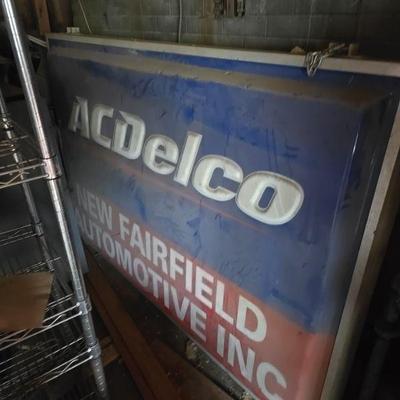 ACDelco
NEW FAIRFIELD
AUTOMOTIVE INC